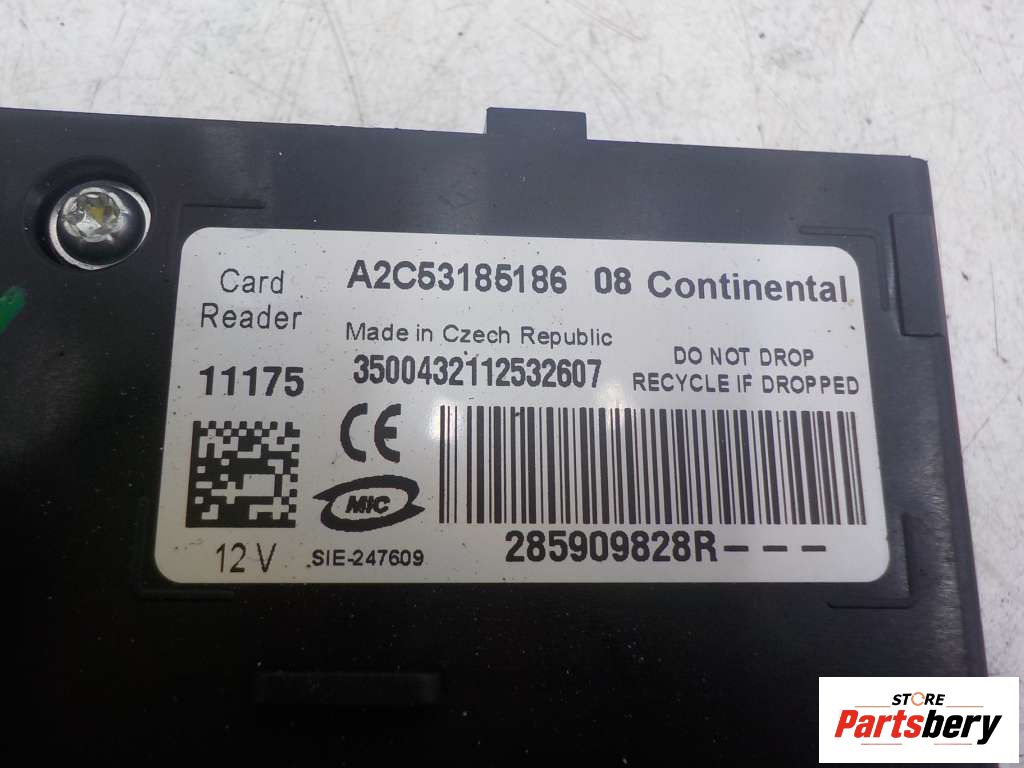 Card Reader
A2C53185186 08 Continental
Made in Czech Republic
11175
3500432112532607
DO NOT DROP
RECYCLE IF DROPPED
CE
MIC
12 V
SIE-247609
285909828R---
STORE
Partsbery